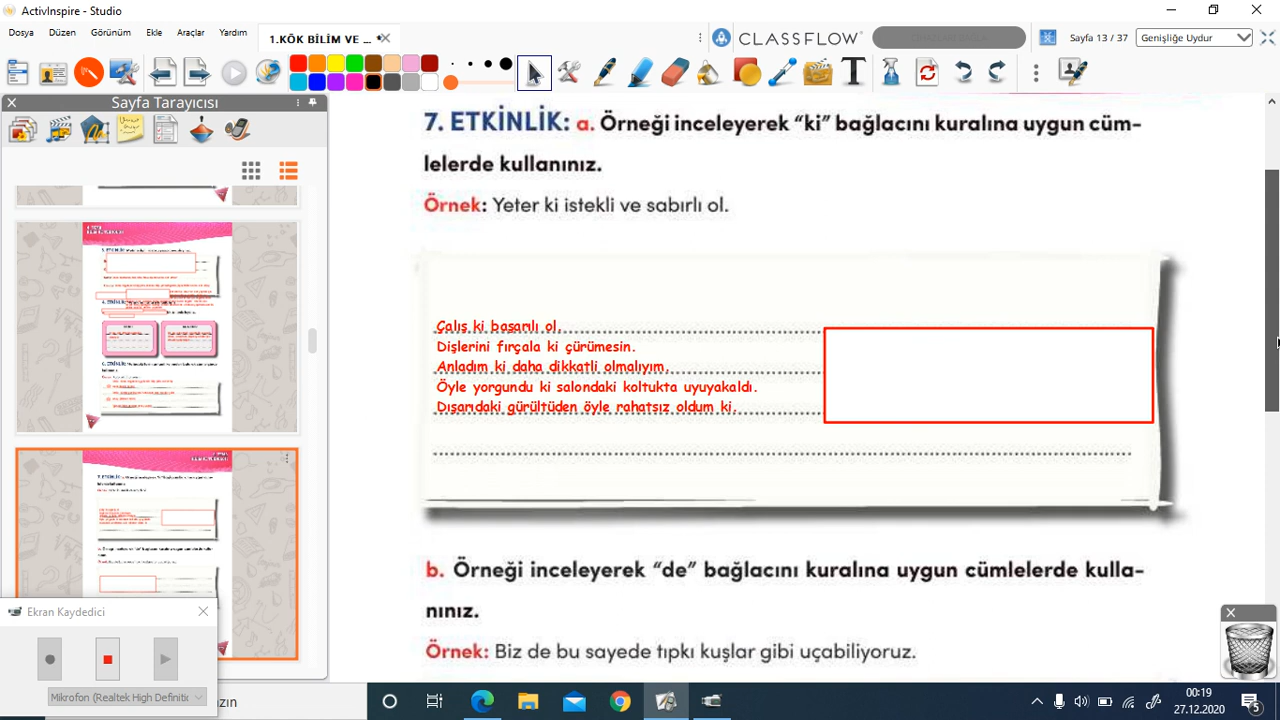 ActivInspire - Studio
Dosya Düzen Görünüm Ekle Araçlar Yardım
1.KÖK BİLİM VE ...
CLASSFLOW
Sayfa 13 / 37
Genişliğe Uydur
Sayfa Tarayıcısı
7. ETKİNLİK: a. Örneği inceleyerek “ki” bağlacını kuralına uygun cüm-
lelerde kullanınız.
Örnek: Yeter ki istekli ve sabırlı ol.
Çalış ki başarılı ol.
Dişlerini fırçala ki çürümesin.
Anladım ki daha dikkatli olmalıyım.
Öyle yorgundu ki salondaki koltukta uyuyakaldı.
Dışarıdaki gürültüden öyle rahatsız oldum ki.
b. Örneği inceleyerek “de” bağlacını kuralına uygun cümlelerde kulla-
nınız.
Örnek: Biz de bu sayede tıpkı kuşlar gibi uçabiliyoruz.
Ekran Kaydedici
Mikrofon (Realtek High Definitic
zın
00:19
27.12.2020
5